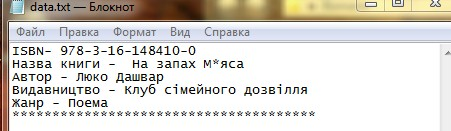 data.txt — Блокнот
Файл Правка Формат Вид Справка
ISBN- 978-3-16-148410-0
Назва книги -  На запах М*яса
Автор - Люко Дашвар
Видавництво - Клуб сімейного дозвілля
Жанр - Поема
**************************************